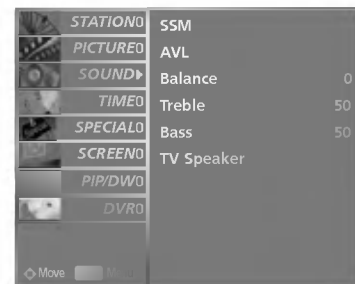 STATION
PICTURE
SOUND
TIME
SPECIAL
SCREEN
PIP/DW
DVR
Move
SSM
AVL
Balance 0
Treble 50
Bass 50
TV Speaker